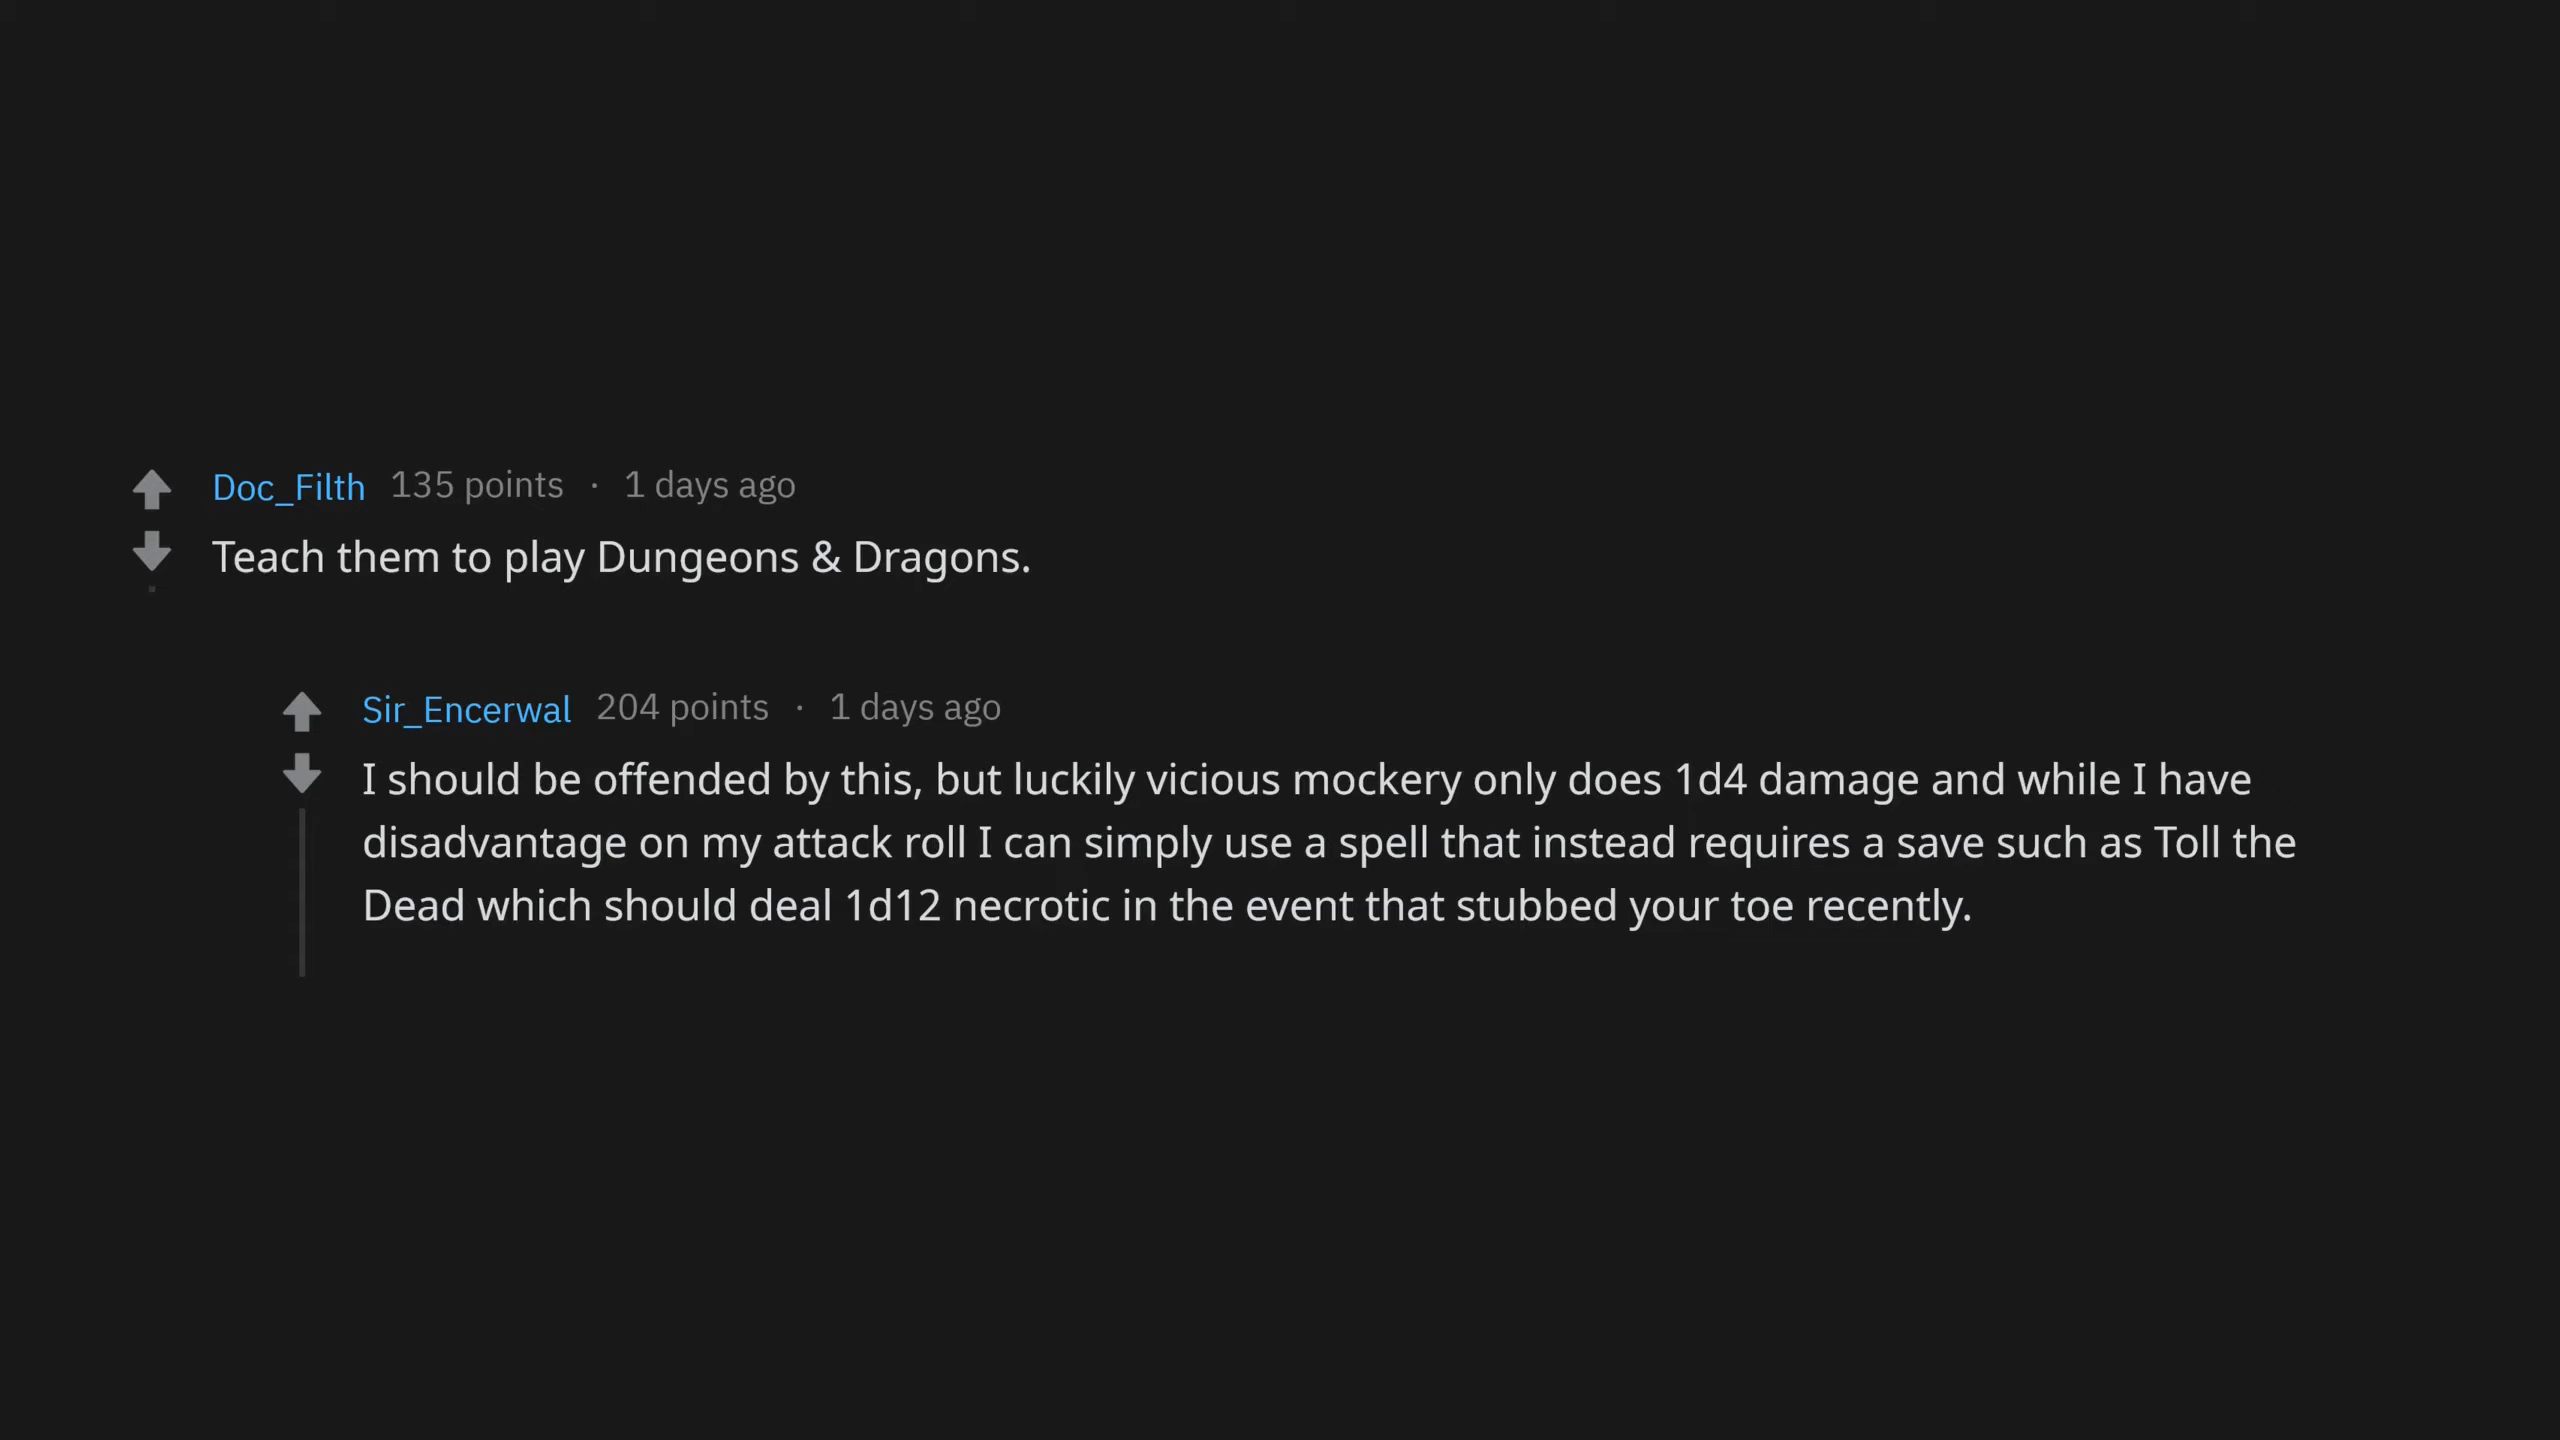 Doc_Filth 135 points · 1 days ago
Teach them to play Dungeons & Dragons.
Sir_Encerwal 204 points · 1 days ago
I should be offended by this, but luckily vicious mockery only does 1d4 damage and while I have
disadvantage on my attack roll I can simply use a spell that instead requires a save such as Toll the
Dead which should deal 1d12 necrotic in the event that stubbed your toe recently.